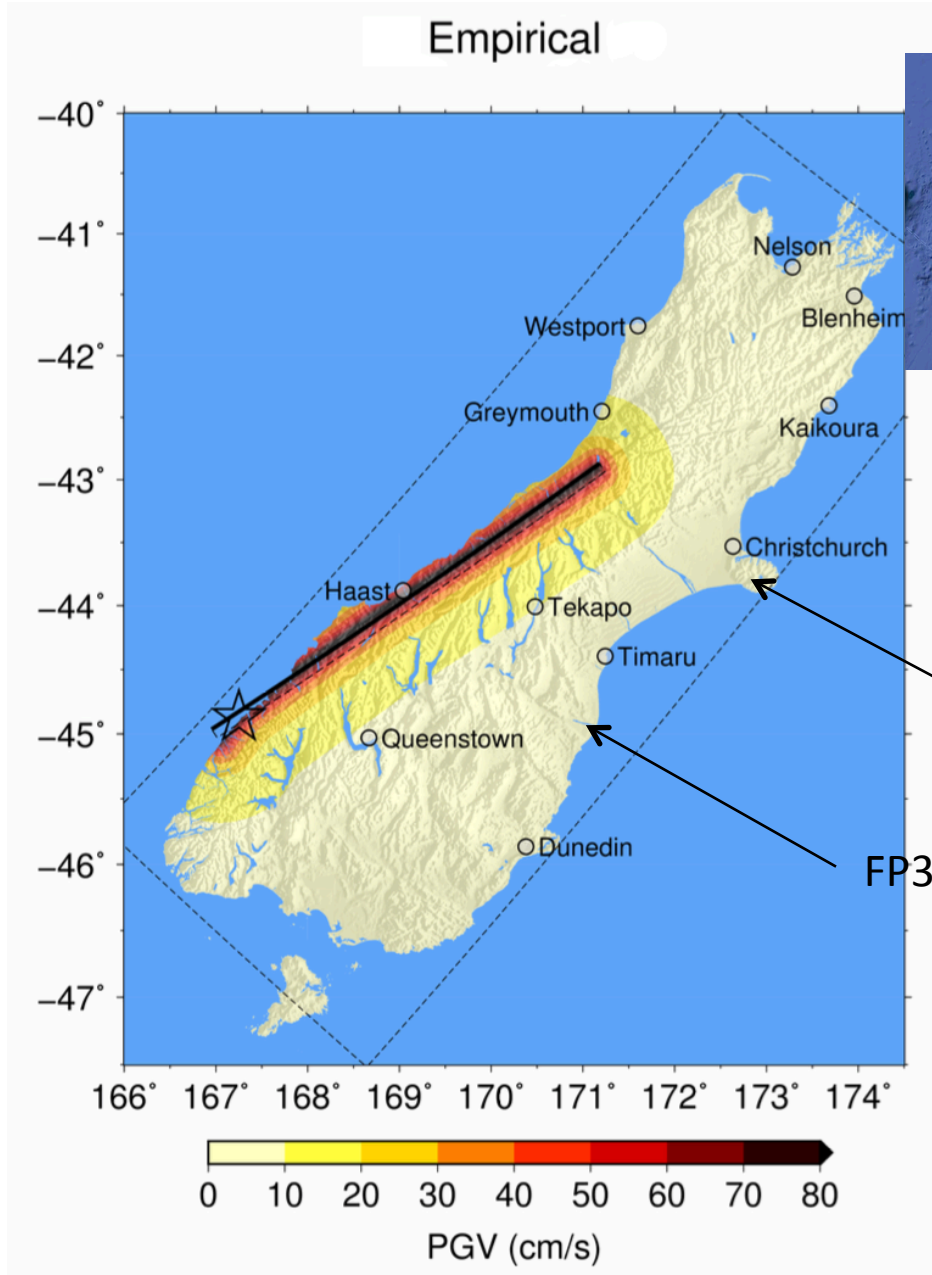 Empirical
−40°
−41°
−42°
−43°
−44°
−45°
−46°
−47°
Nelson
Blenheim
Westport
Greymouth
Kaikoura
Christchurch
Haast
Tekapo
Timaru
Queenstown
Dunedin
FP3
166° 167° 168° 169° 170° 171° 172° 173° 174°
0 10 20 30 40 50 60 70 80
PGV (cm/s)